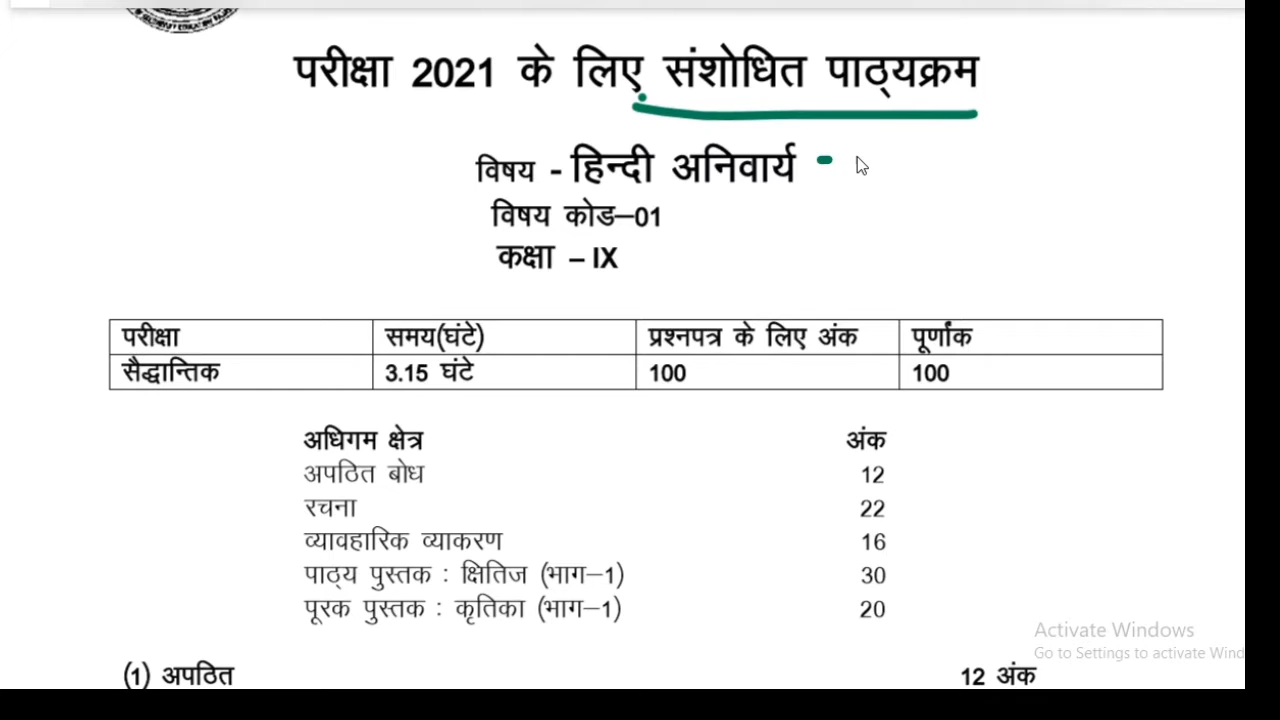 परीक्षा 2021 के लिए संशोधित पाठ्यक्रम
विषय - हिन्दी अनिवार्य
विषय कोड–01
कक्षा – IX
परीक्षा समय(घंटे) प्रश्नपत्र के लिए अंक पूर्णांक
सैद्धान्तिक 3.15 घंटे 100 100
अधिगम क्षेत्र अंक
अपठित बोध 12
रचना 22
व्यावहारिक व्याकरण 16
पाठ्य पुस्तक : क्षितिज (भाग–1) 30
पूरक पुस्तक : कृतिका (भाग–1) 20
Activate Windows
Go to Settings to activate Wind
(1) अपठित 12 अंक